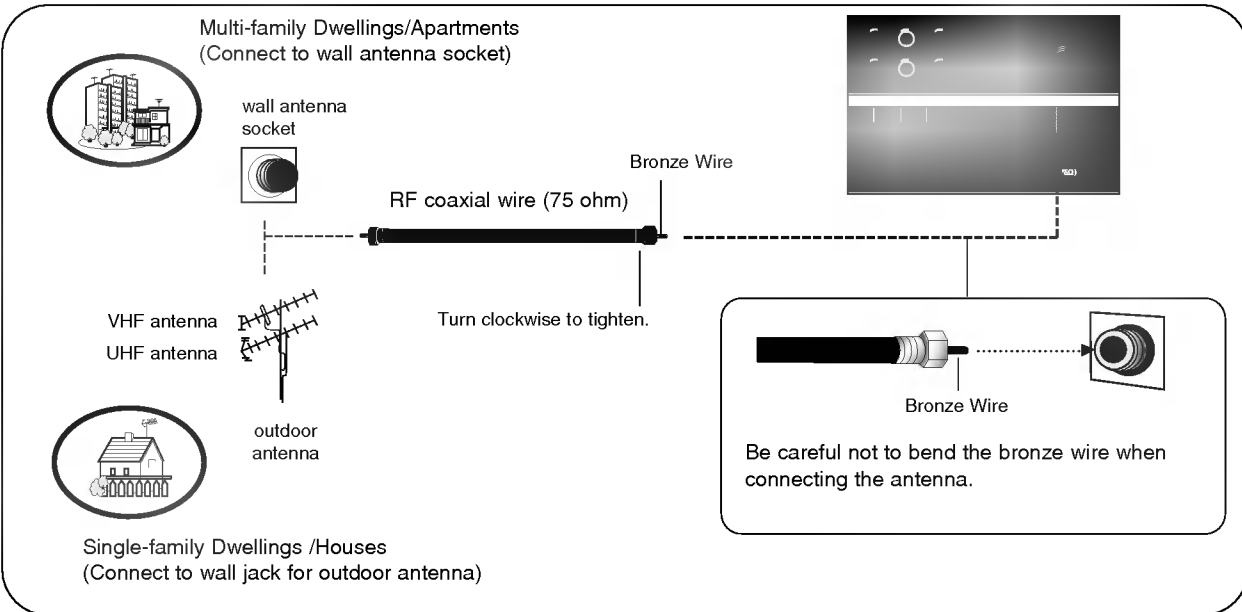 Multi-family Dwellings/Apartments
(Connect to wall antenna socket)
wall antenna
socket
Bronze Wire
RF coaxial wire (75 ohm)
VHF antenna
UHF antenna
Turn clockwise to tighten.
outdoor
antenna
Bronze Wire
Be careful not to bend the bronze wire when
connecting the antenna.
Single-family Dwellings /Houses
(Connect to wall jack for outdoor antenna)